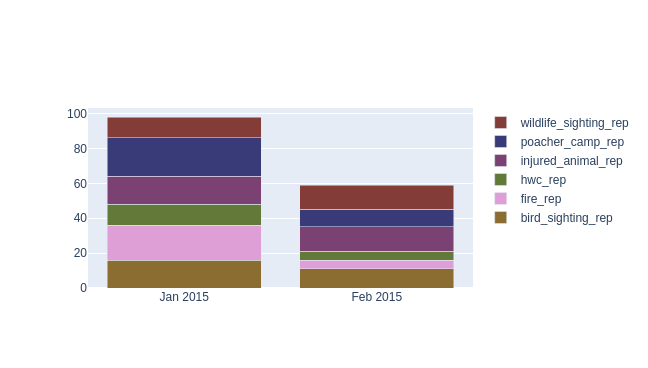 100
80
60
40
20
0
Jan 2015
Feb 2015
wildlife_sighting_rep
poacher_camp_rep
injured_animal_rep
hwc_rep
fire_rep
bird_sighting_rep